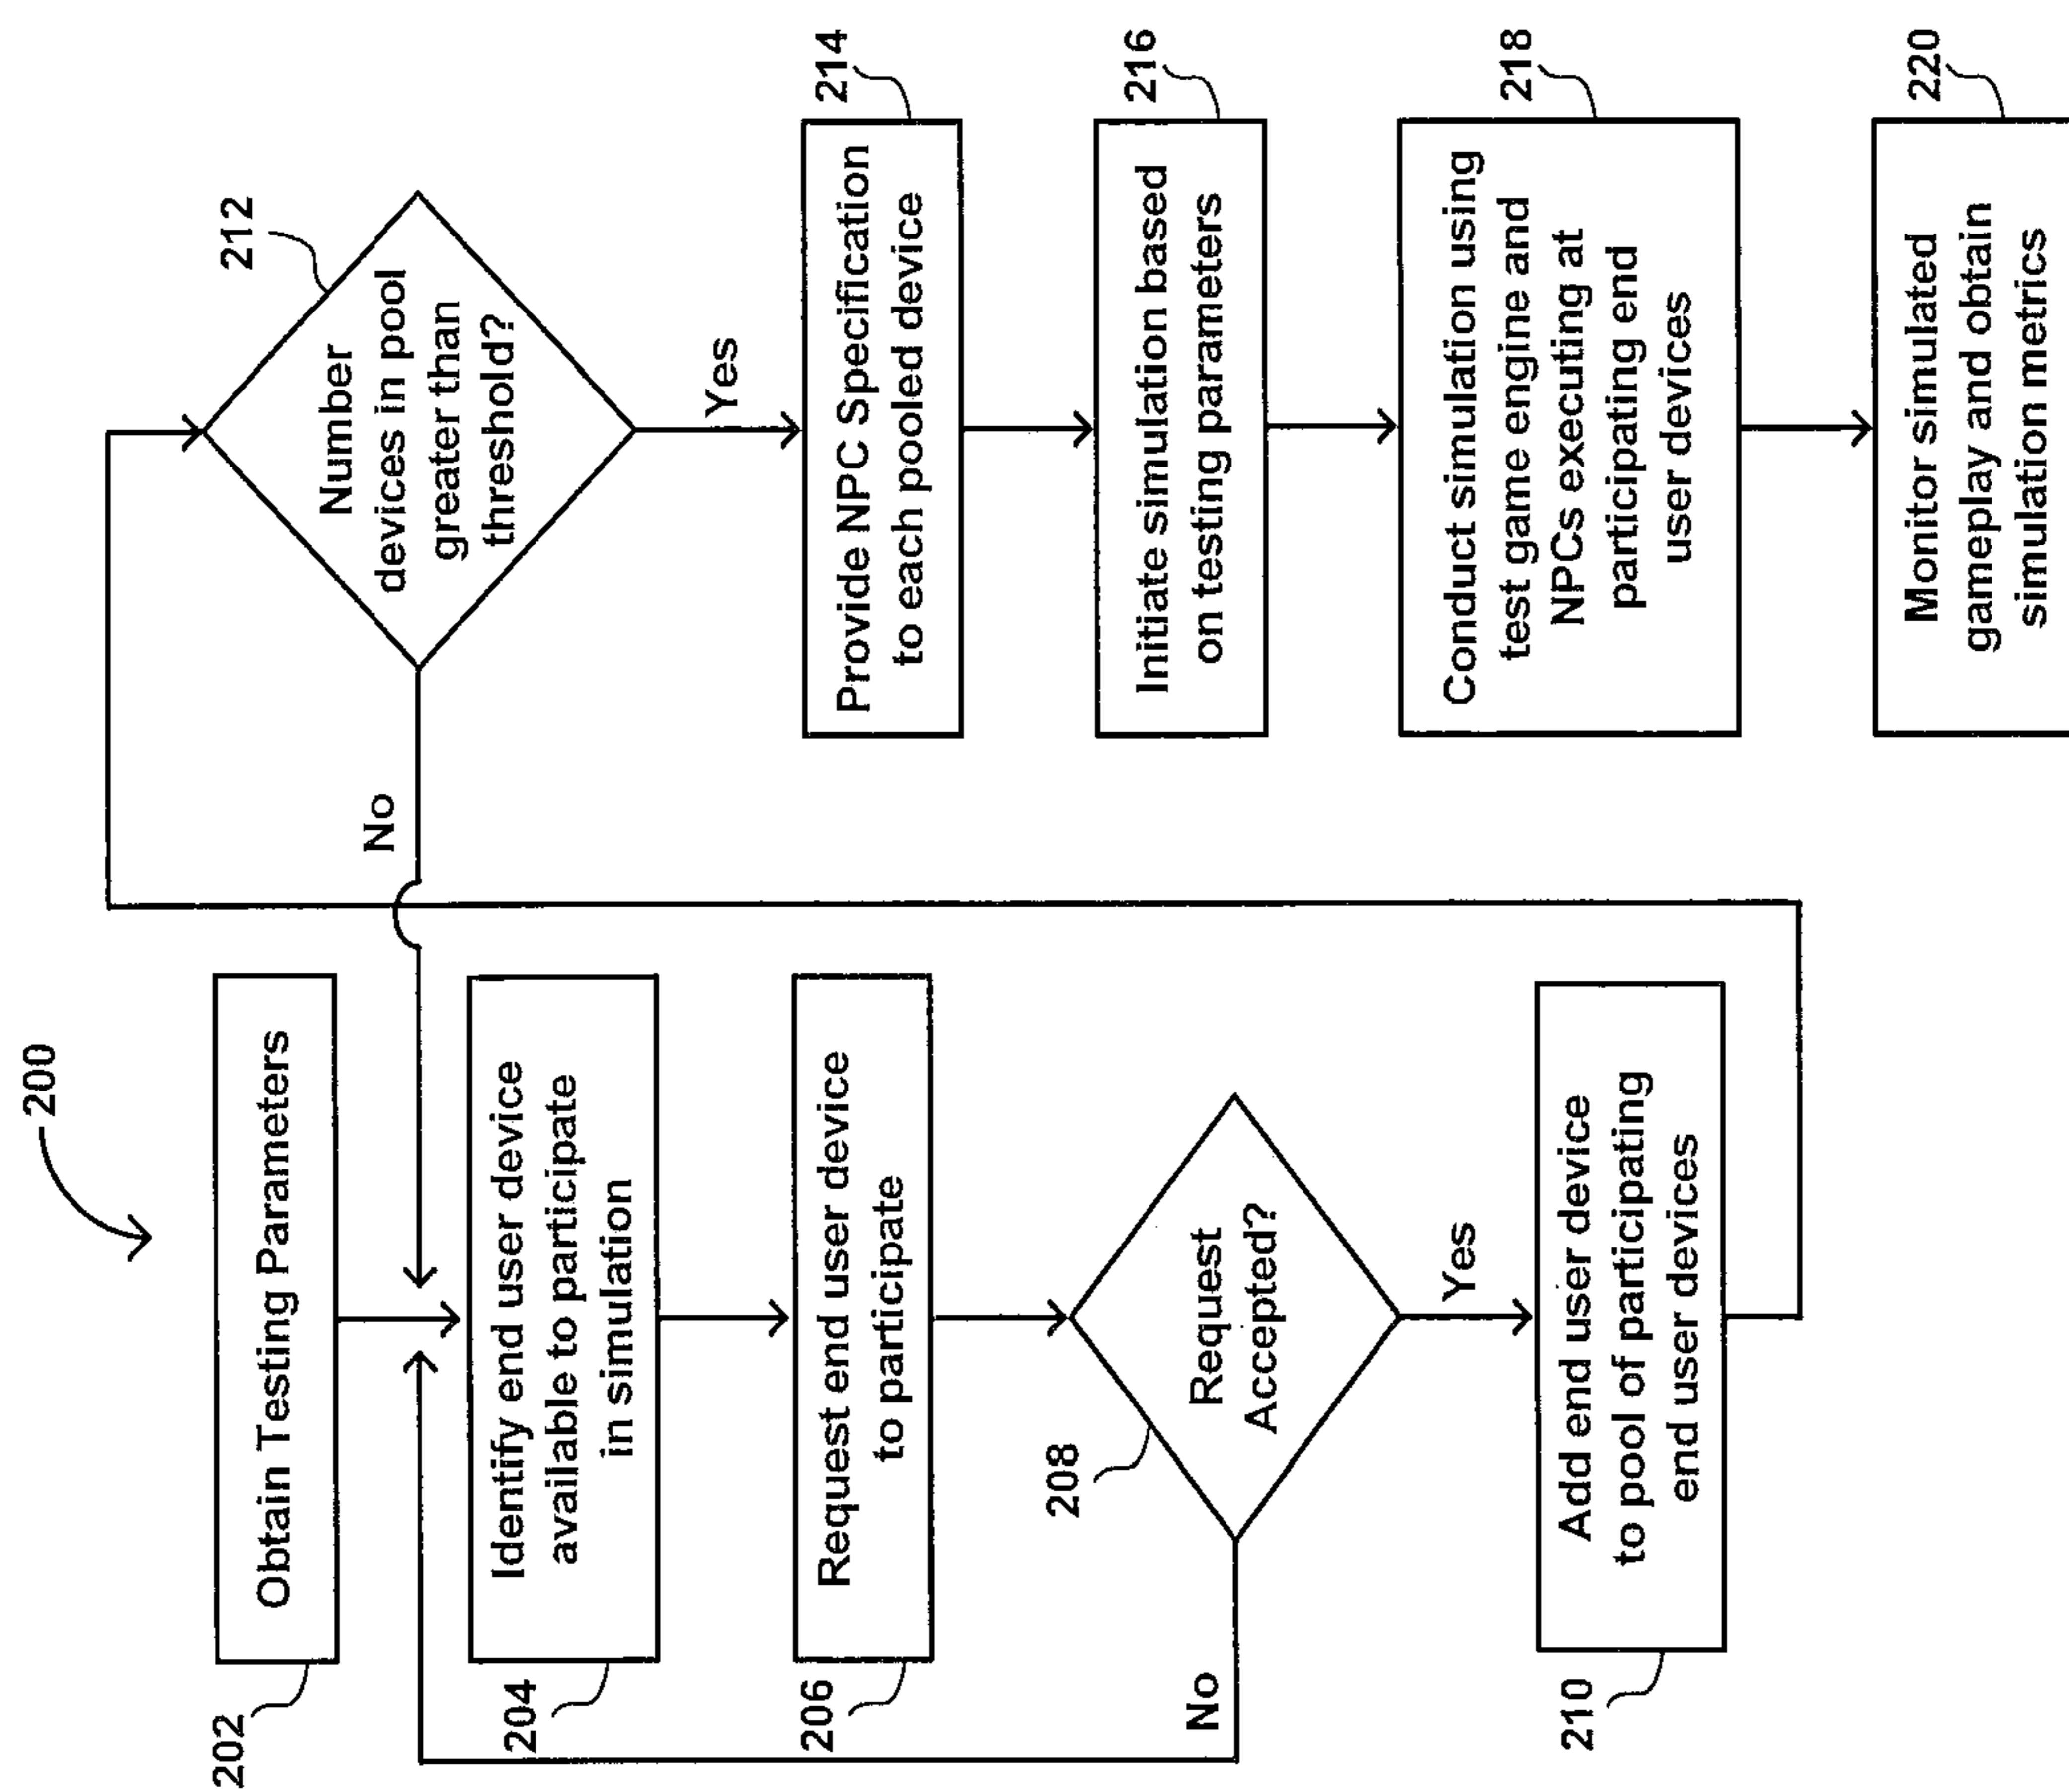 200
202
Obtain Testing Parameters
204
Identify end user device
available to participate
in simulation
206
Request end user device
to participate
208
Request
Accepted?
No
Yes
210
Add end user device
to pool of participating
end user devices
212
Number
devices in pool
greater than
threshold?
No
Yes
214
Provide NPC Specification
to each pooled device
216
Initiate simulation based
on testing parameters
218
Conduct simulation using
test game engine and
NPCs executing at
participating end
user devices
220
Monitor simulated
gameplay and obtain
simulation metrics